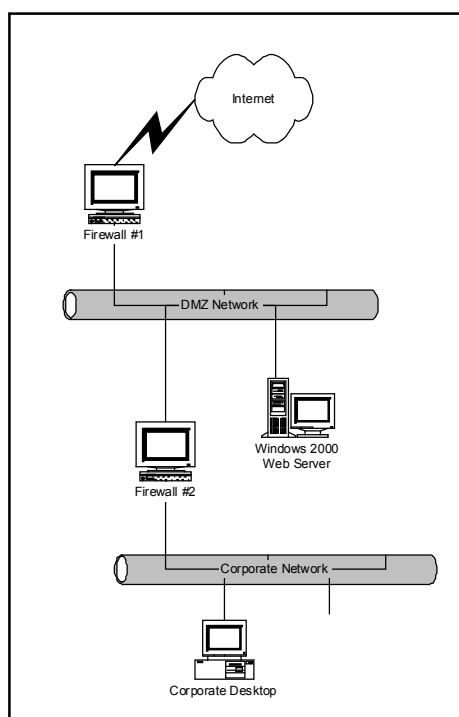 Internet
Firewall #1
DMZ Network
Windows 2000
Web Server
Firewall #2
Corporate Network
Corporate Desktop